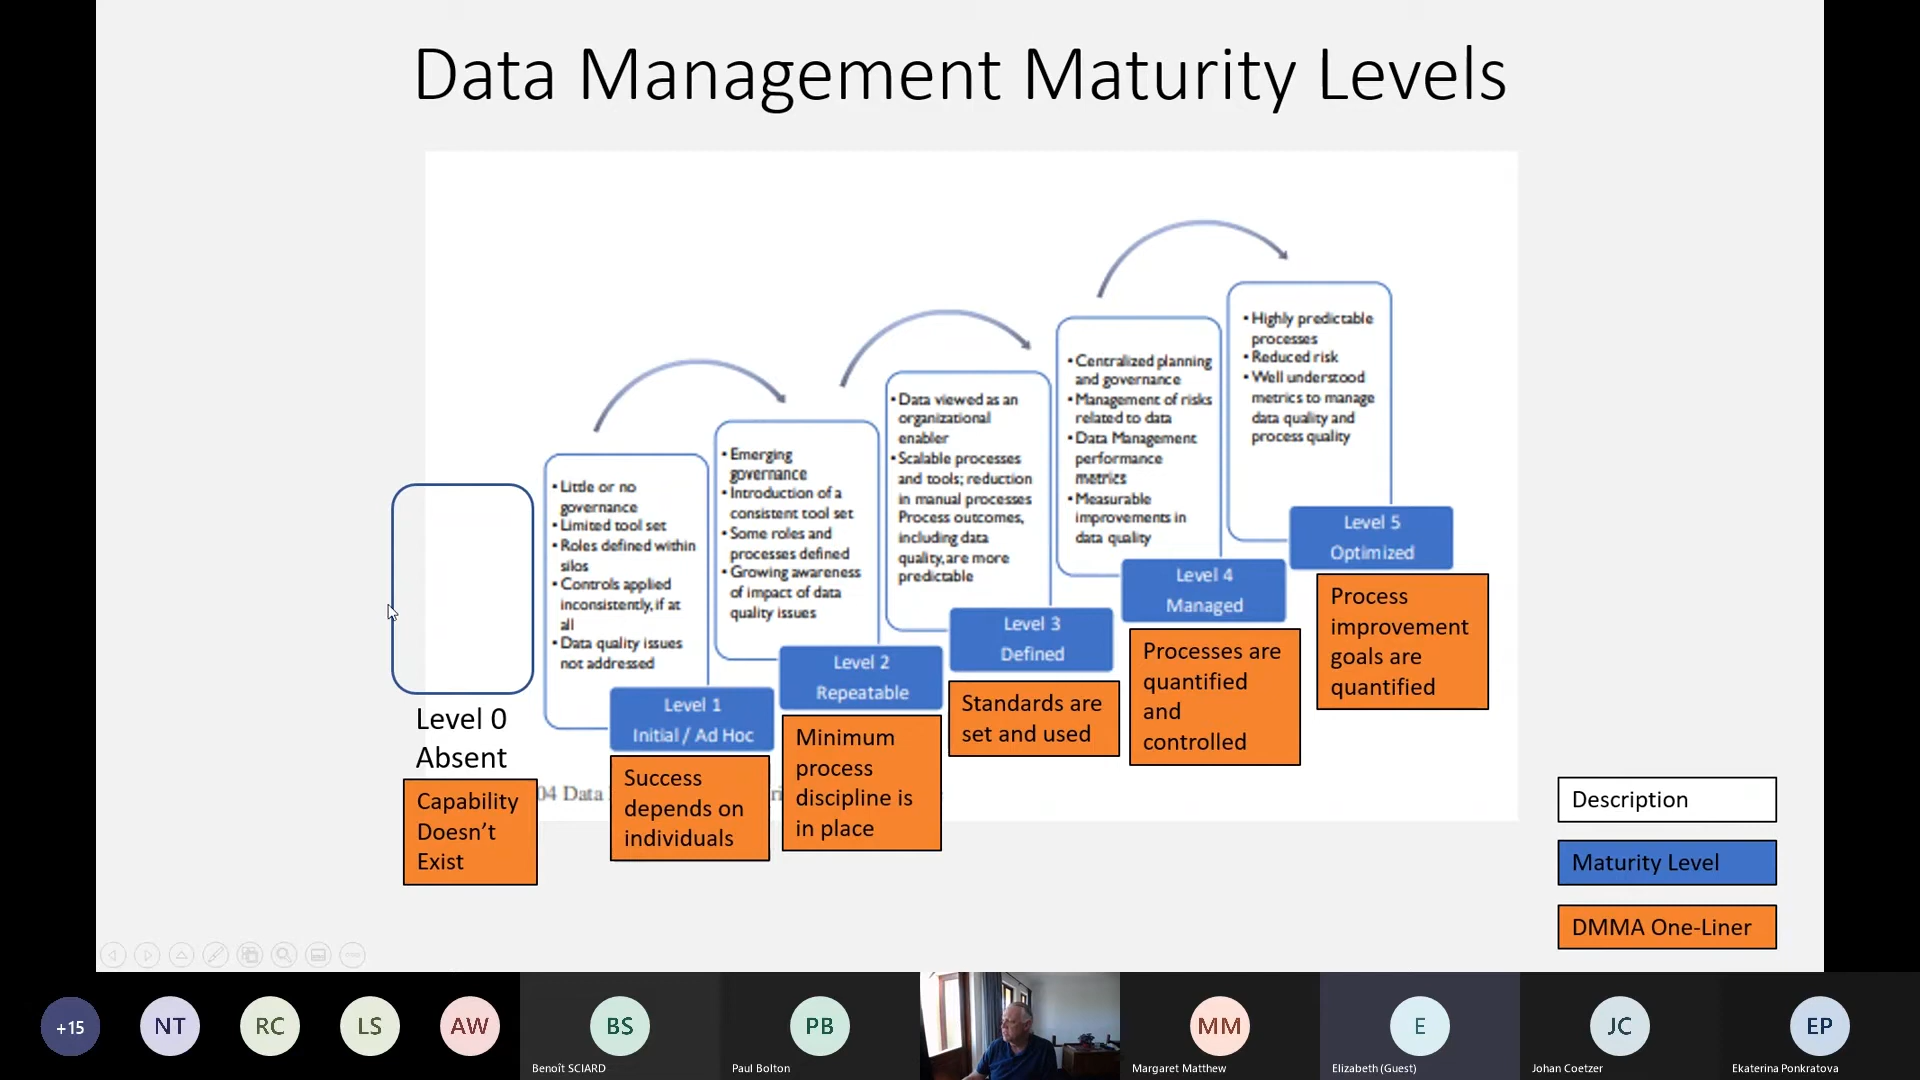 Data Management Maturity Levels
Level 0
Absent
Capability
Doesn't
Exist
• Little or no
governance
• Limited tool set
• Roles defined within
silos
• Controls applied
inconsistently, if at
all
• Data quality issues
not addressed
Level 1
Initial / Ad Hoc
Success
depends on
individuals
• Emerging
governance
• Introduction of a
consistent tool set
• Some roles and
processes defined
• Growing awareness
of impact of data
quality issues
Level 2
Repeatable
Minimum
process
discipline is
in place
• Data viewed as an
organizational
enabler
• Scalable processes
and tools; reduction
in manual processes
Process outcomes,
including data
quality, are more
predictable
Level 3
Defined
Standards are
set and used
• Centralized planning
and governance
• Management of risks
related to data
• Data Management
performance
metrics
• Measurable
improvements in
data quality
Level 4
Managed
Processes are
quantified
and
controlled
• Highly predictable
processes
• Reduced risk
• Well understood
metrics to manage
data quality and
process quality
Level 5
Optimized
Process
improvement
goals are
quantified
04 Data
Description
Maturity Level
DMMA One-Liner
+15
NT
RC
LS
AW
BS
Benoît SCIARD
PB
Paul Bolton
MM
Margaret Matthew
E
Elizabeth (Guest)
JC
Johan Coetzer
EP
Ekaterina Ponkratova